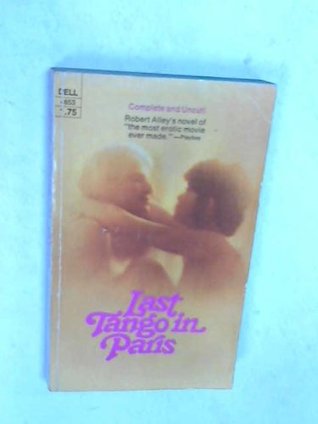 DELL
1.75
Complete and Uncut!
Robert Alley's novel of
"the most erotic movie
ever made." —Playboy
Last
Tango in
Paris